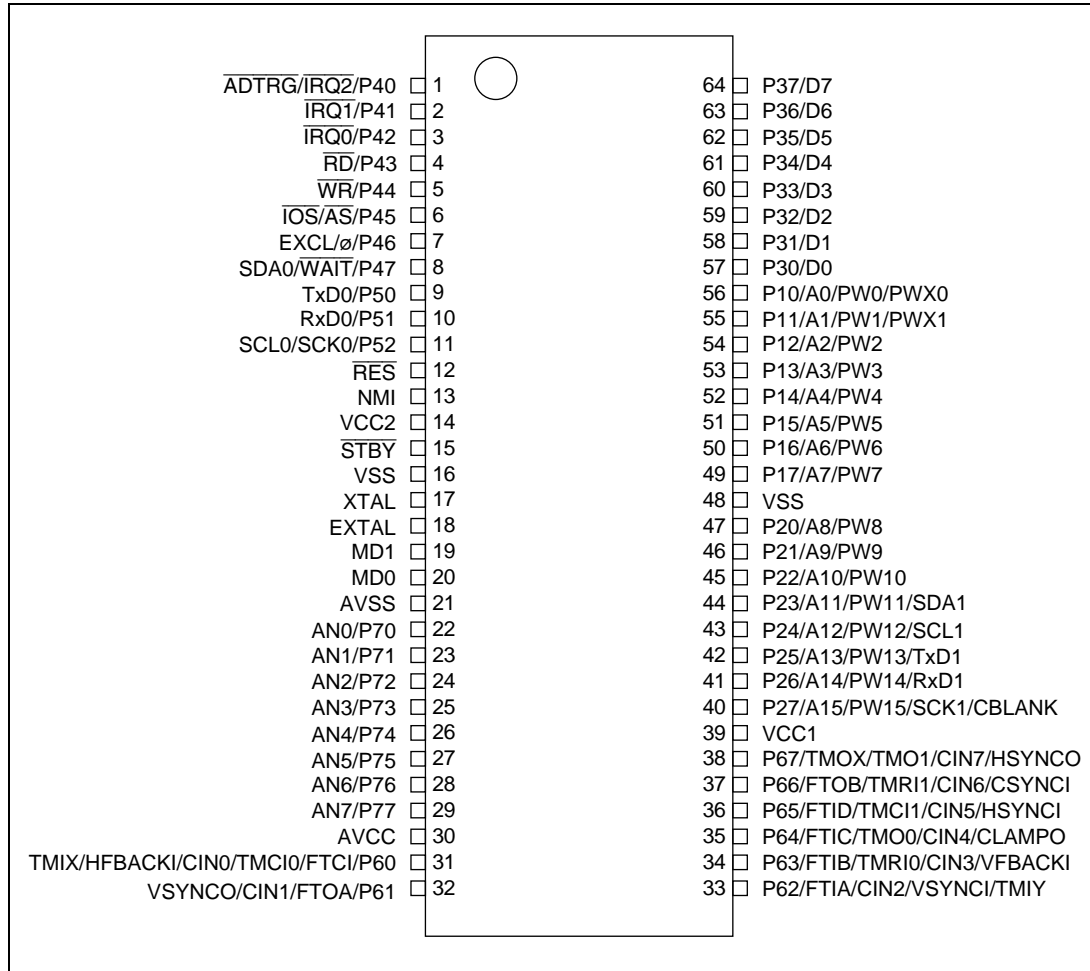 ADTRG/IRQ2/P40 1
IRQ1/P41 2
IRQ0/P42 3
RD/P43 4
WR/P44 5
IOS/AS/P45 6
EXCL/ø/P46 7
SDA0/WAIT/P47 8
TxD0/P50 9
RxD0/P51 10
SCL0/SCK0/P52 11
RES 12
NMI 13
VCC2 14
STBY 15
VSS 16
XTAL 17
EXTAL 18
MD1 19
MD0 20
AVSS 21
AN0/P70 22
AN1/P71 23
AN2/P72 24
AN3/P73 25
AN4/P74 26
AN5/P75 27
AN6/P76 28
AN7/P77 29
AVCC 30
TMIX/HFBACKI/CIN0/TMCI0/FTCI/P60 31
VSYNCO/CIN1/FTOA/P61 32
64 P37/D7
63 P36/D6
62 P35/D5
61 P34/D4
60 P33/D3
59 P32/D2
58 P31/D1
57 P30/D0
56 P10/A0/PW0/PWX0
55 P11/A1/PW1/PWX1
54 P12/A2/PW2
53 P13/A3/PW3
52 P14/A4/PW4
51 P15/A5/PW5
50 P16/A6/PW6
49 P17/A7/PW7
48 VSS
47 P20/A8/PW8
46 P21/A9/PW9
45 P22/A10/PW10
44 P23/A11/PW11/SDA1
43 P24/A12/PW12/SCL1
42 P25/A13/PW13/TxD1
41 P26/A14/PW14/RxD1
40 P27/A15/PW15/SCK1/CBLANK
39 VCC1
38 P67/TMOX/TMO1/CIN7/HSYNCO
37 P66/FTOB/TMRI1/CIN6/CSYNCI
36 P65/FTID/TMCI1/CIN5/HSYNCI
35 P64/FTIC/TMO0/CIN4/CLAMPO
34 P63/FTIB/TMRI0/CIN3/VFBACKI
33 P62/FTIA/CIN2/VSYNCI/TMIY